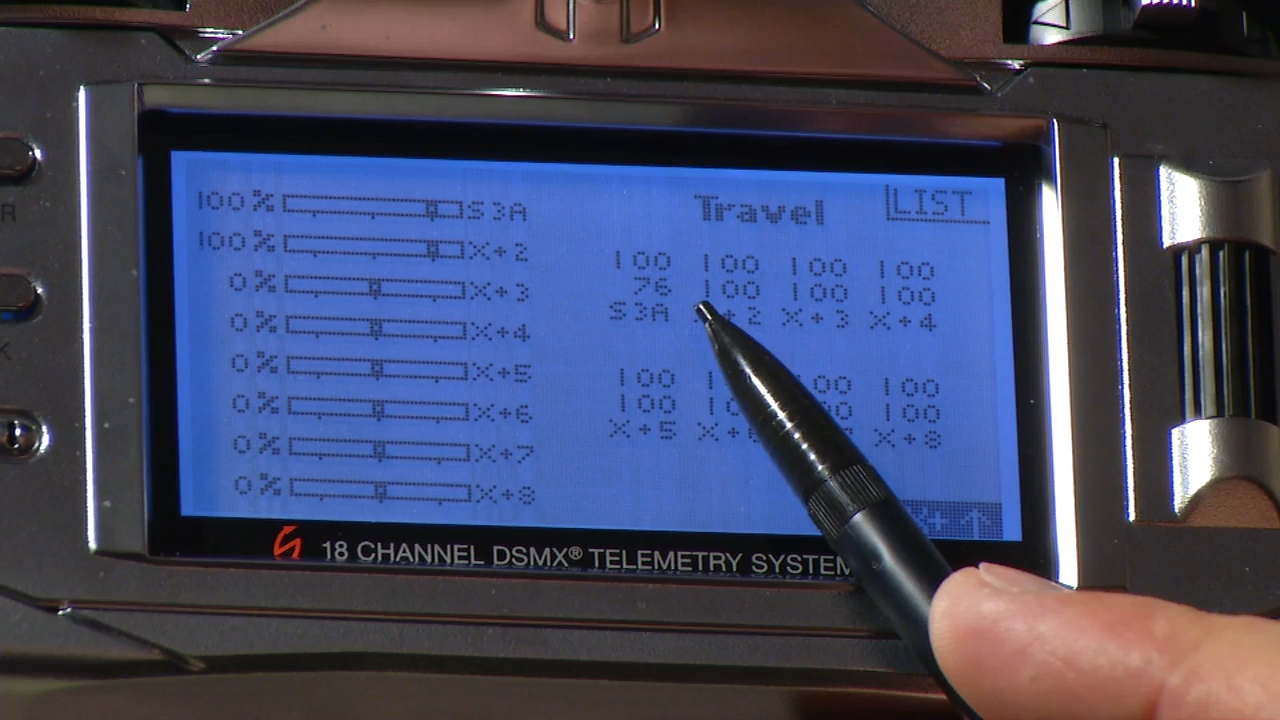 100% S3A
100% X+2
0% X+3
0% X+4
0% X+5
0% X+6
0% X+7
0% X+8
Travel
LIST
100 100 100 100
76 100 100 100
S3A +2 X+3 X+4
100 100
100 100
X+5 X+8
18 CHANNEL DSMX® TELEMETRY SYSTEM
R
K